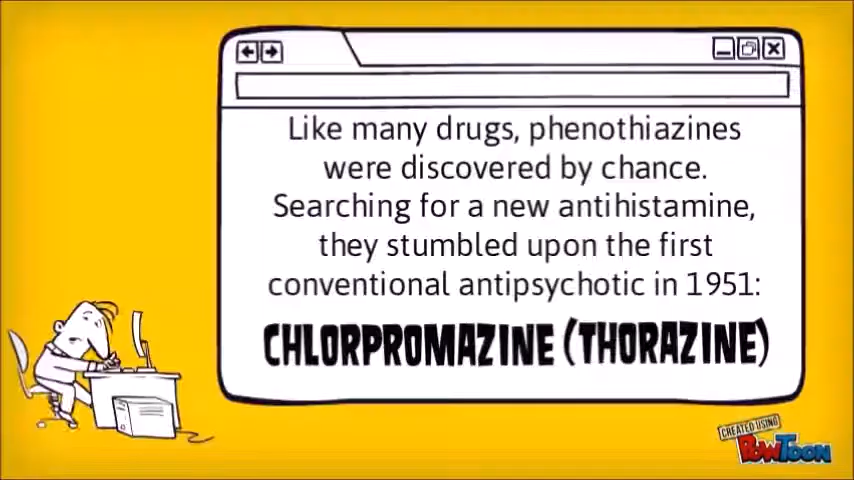 Like many drugs, phenothiazines
were discovered by chance.
Searching for a new antihistamine,
they stumbled upon the first
conventional antipsychotic in 1951:
CHLORPROMAZINE (THORAZINE)
CREATED USING
POWTOON